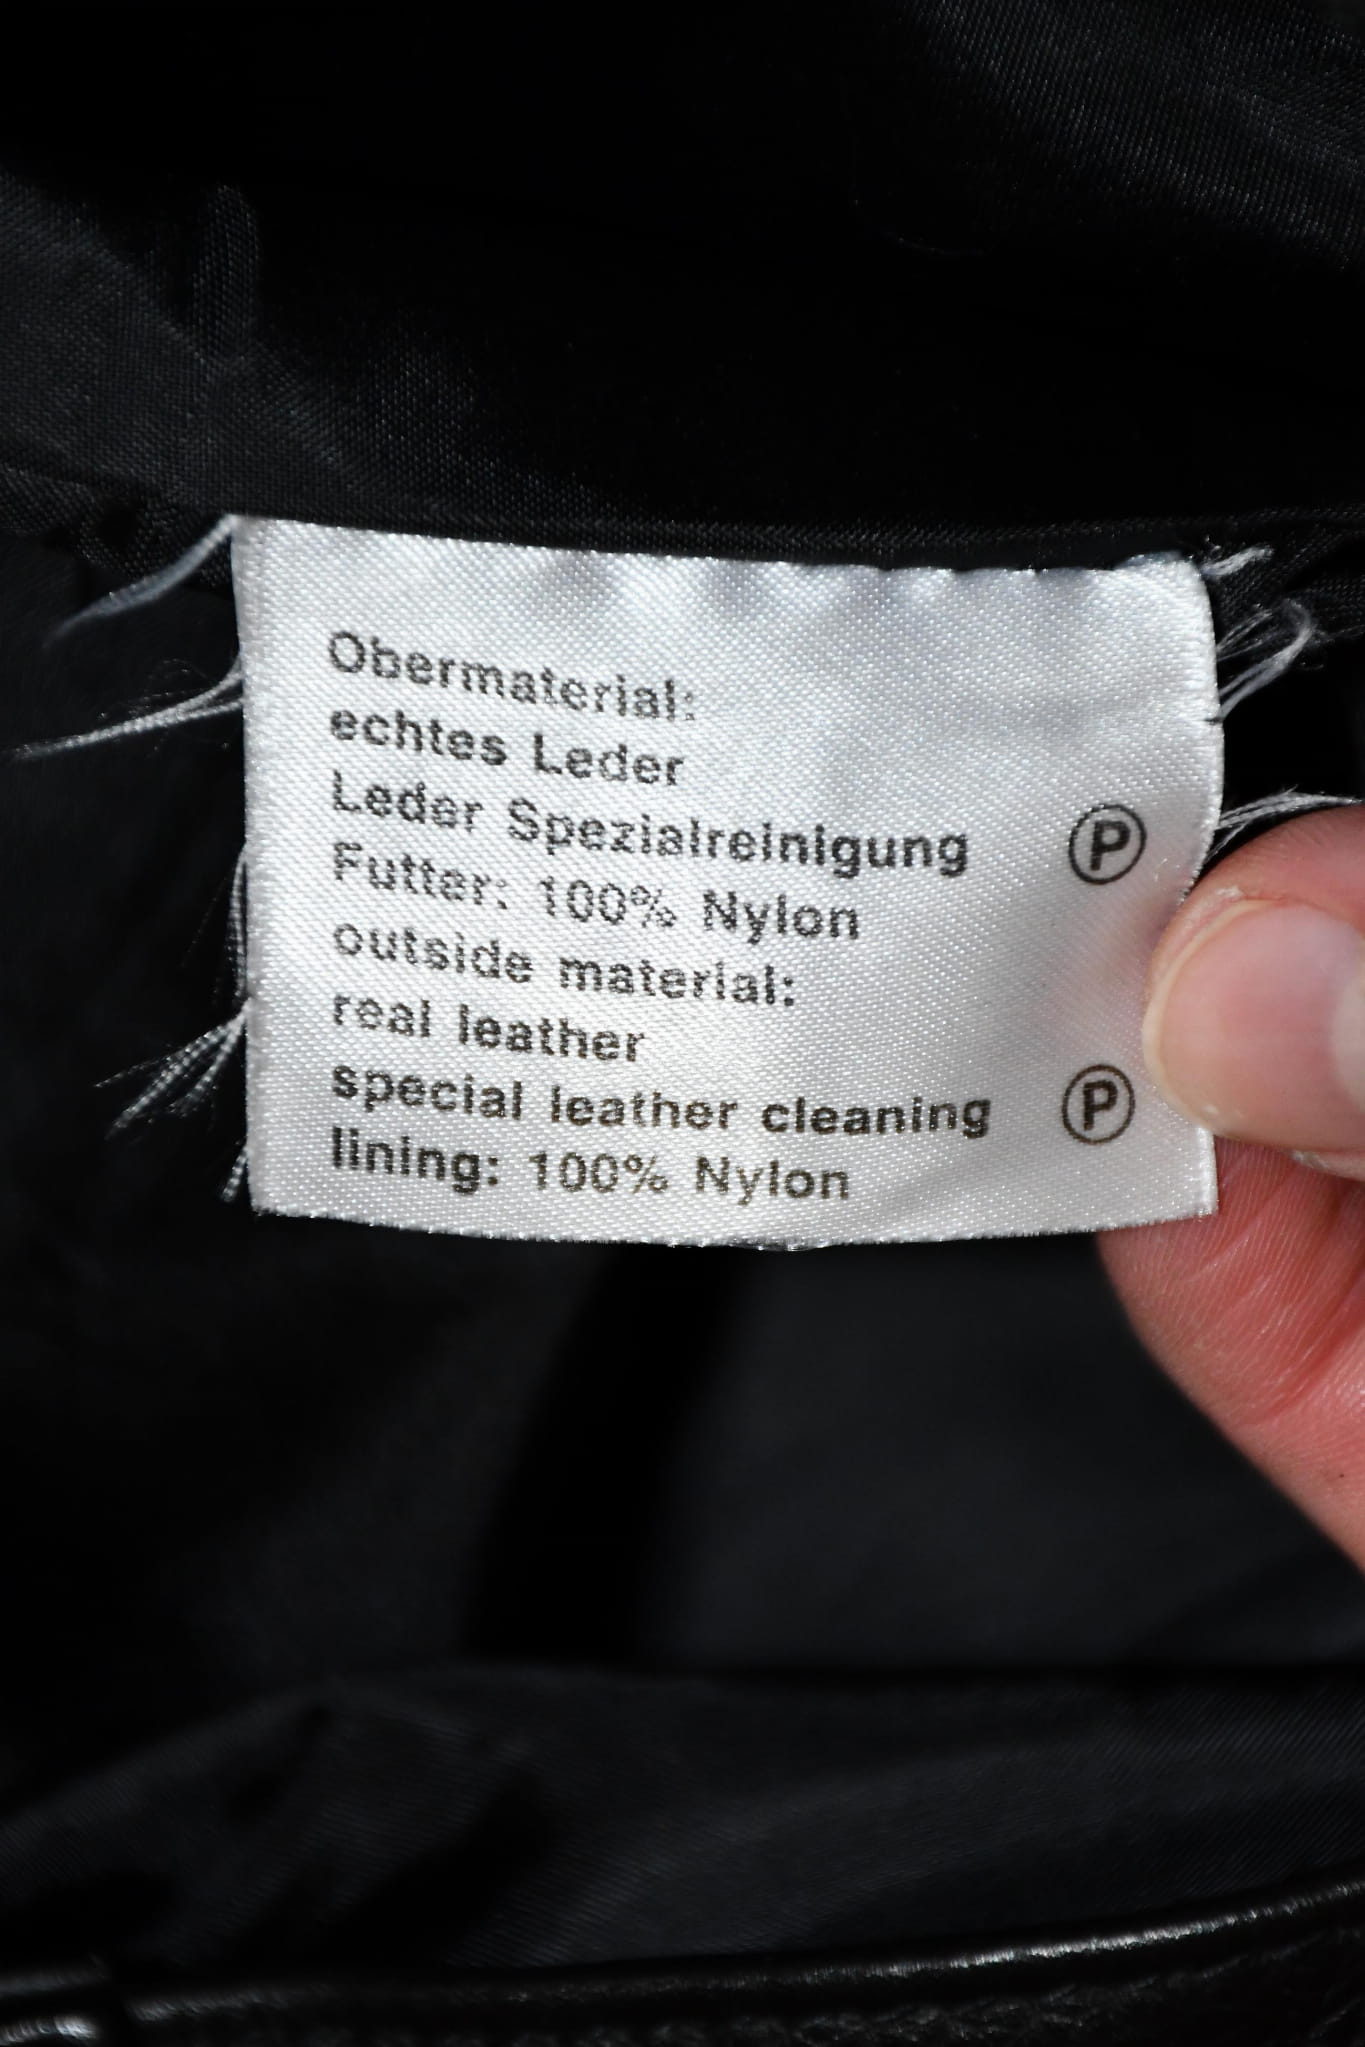 Obermaterial:
echtes Leder
Leder Spezialreinigung Ⓟ
Futter: 100% Nylon
outside material:
real leather
special leather cleaning Ⓟ
lining: 100% Nylon